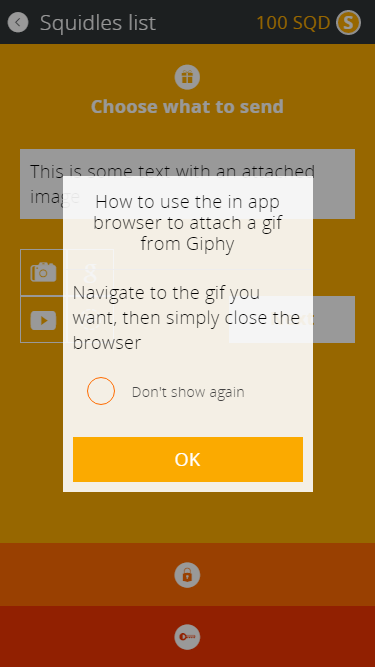 Squidles list
100 SQD S
Choose what to send
This is some text with an attached
image
How to use the in app
browser to attach a gif
from Giphy
Navigate to the gif you
want, then simply close the
browser
Don't show again
OK